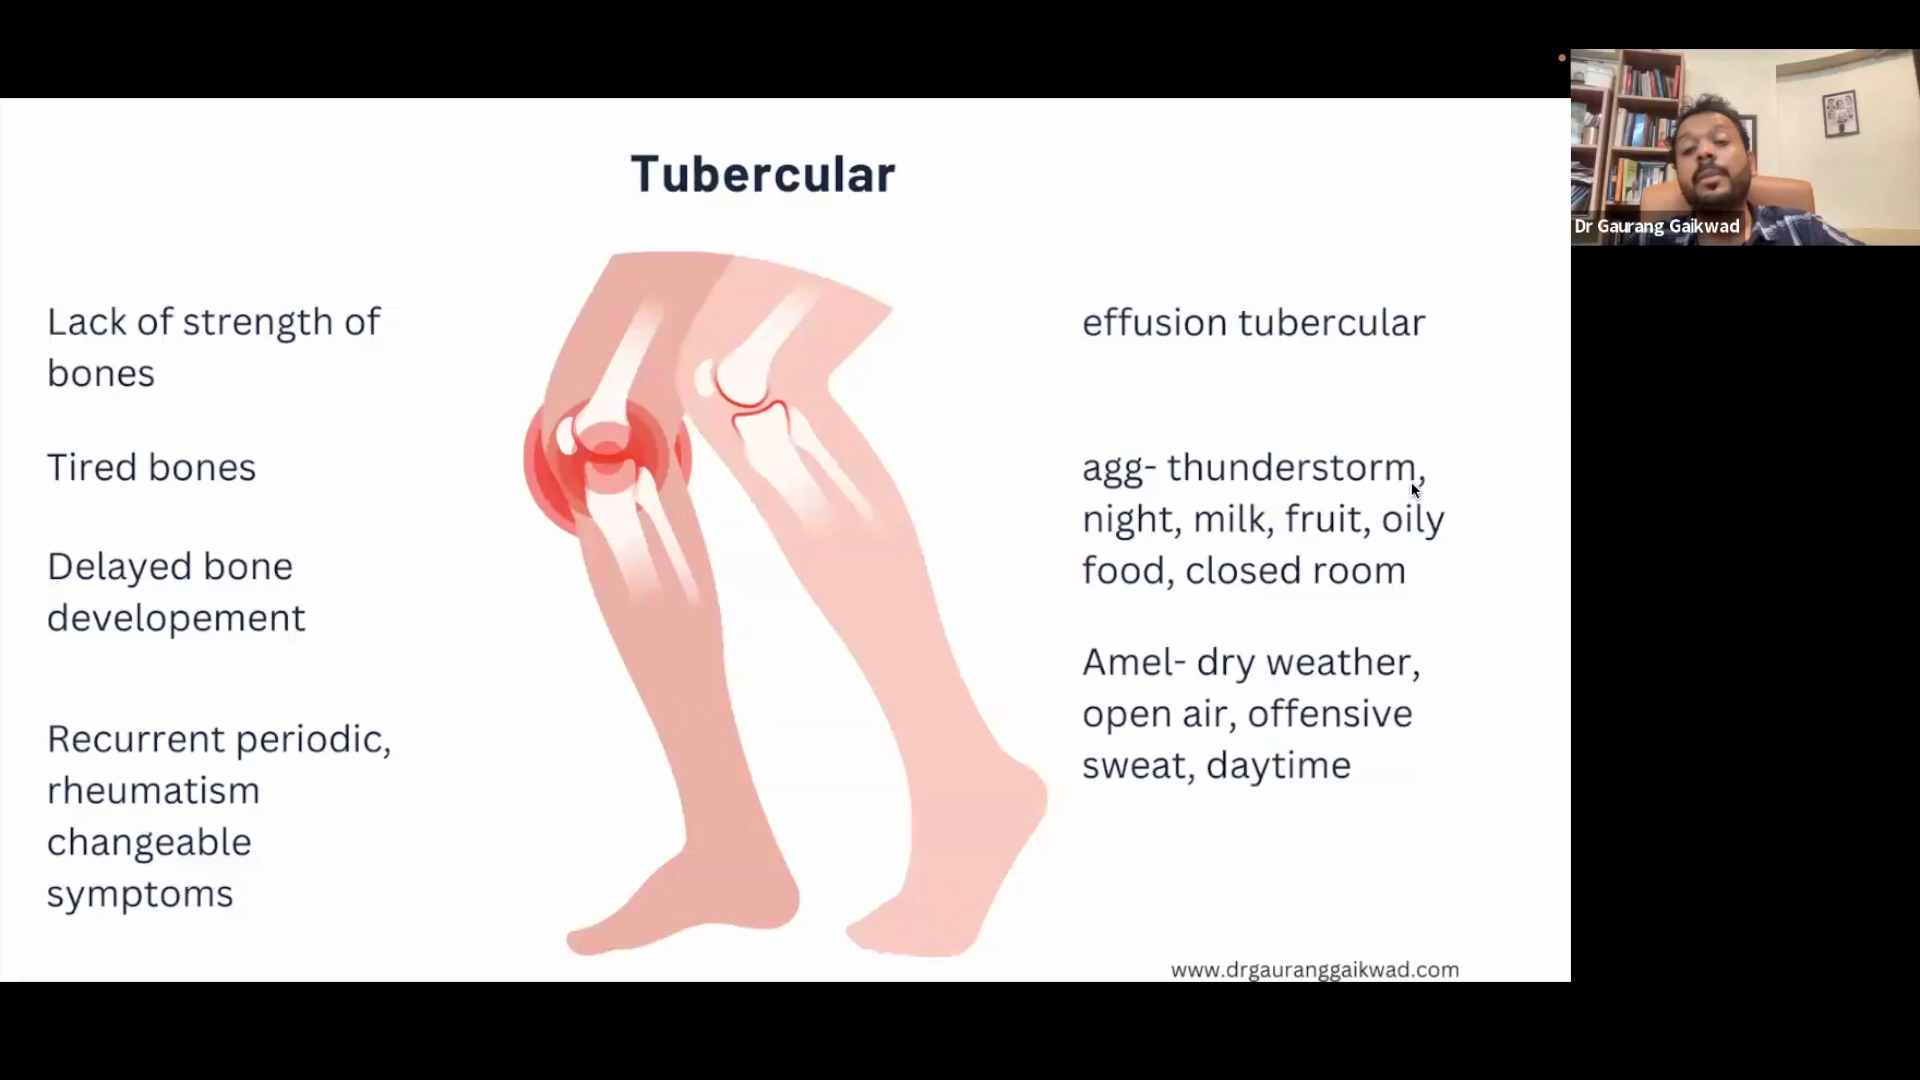 Tubercular
Lack of strength of
bones
Tired bones
Delayed bone
developement
Recurrent periodic,
rheumatism
changeable
symptoms
effusion tubercular
agg- thunderstorm,
night, milk, fruit, oily
food, closed room
Amel- dry weather,
open air, offensive
sweat, daytime
www.drgauranggaikwad.com
Dr Gaurang Gaikwad